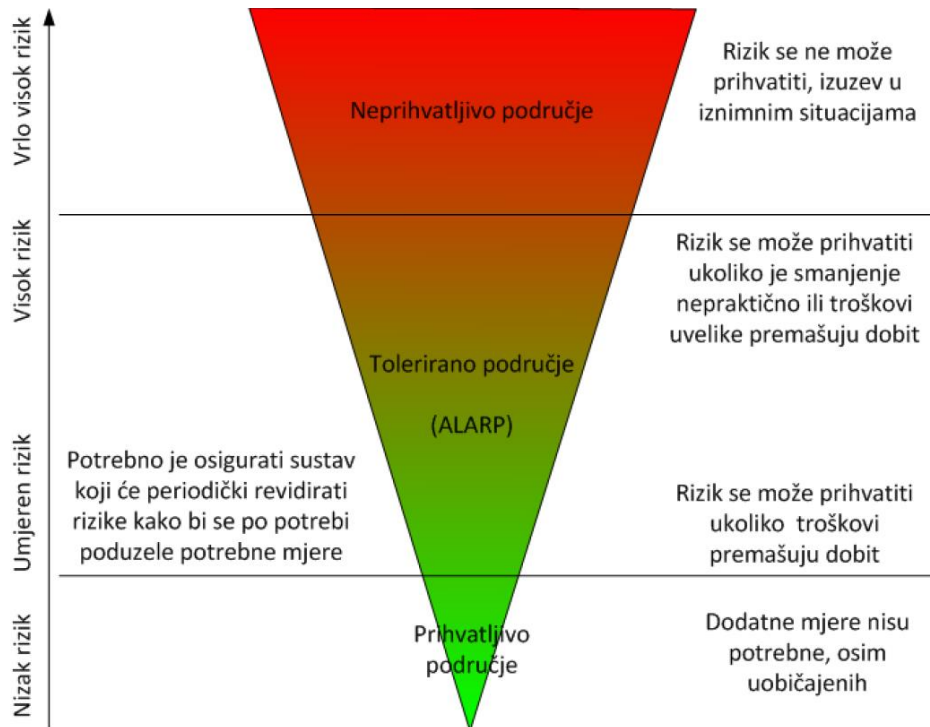 Vrlo visok rizik
Neprihvatljivo područje
Rizik se ne može
prihvatiti, izuzev u
iznimnim situacijama
Visok rizik
Rizik se može prihvatiti
ukoliko je smanjenje
nepraktično ili troškovi
uvelike premašuju dobit
Tolerirano područje
(ALARP)
Umjeren rizik
Potrebno je osigurati sustav
koji će periodički revidirati
rizike kako bi se po potrebi
poduzele potrebne mjere
Rizik se može prihvatiti
ukoliko troškovi
premašuju dobit
Nizak rizik
Prihvatljivo
područje
Dodatne mjere nisu
potrebne, osim
uobičajenih